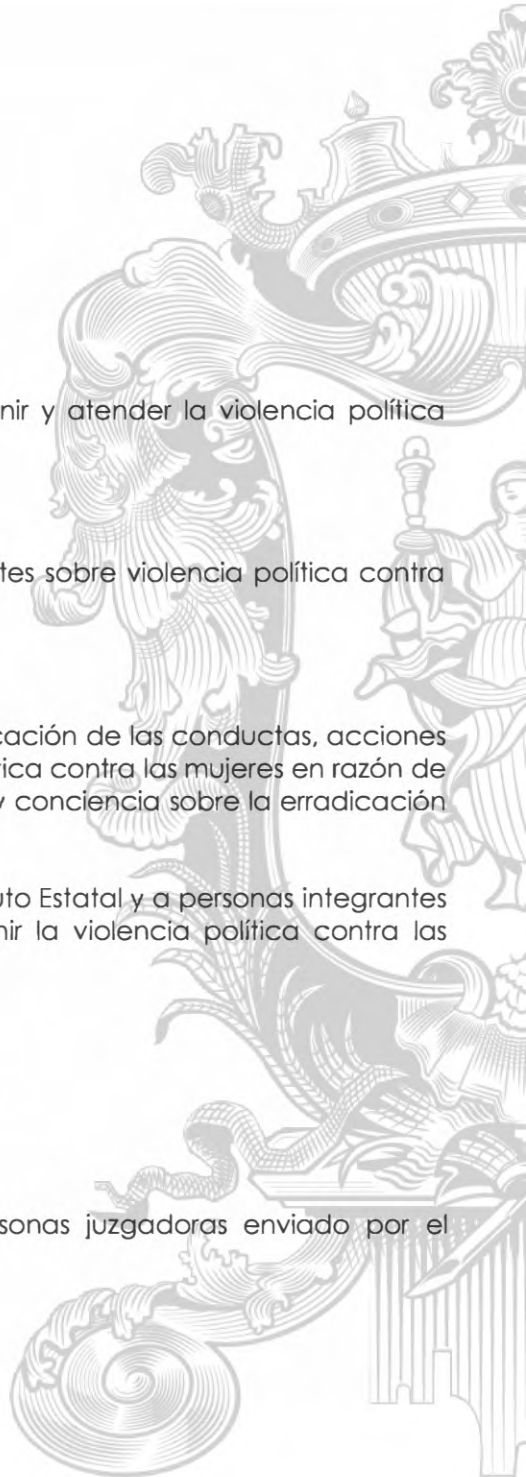 nir y atender la violencia política
tes sobre violencia política contra
cación de las conductas, acciones
tica contra las mujeres en razón de
y conciencia sobre la erradicación
uto Estatal y a personas integrantes
nir la violencia política contra las
rsonas juzgadoras enviado por el